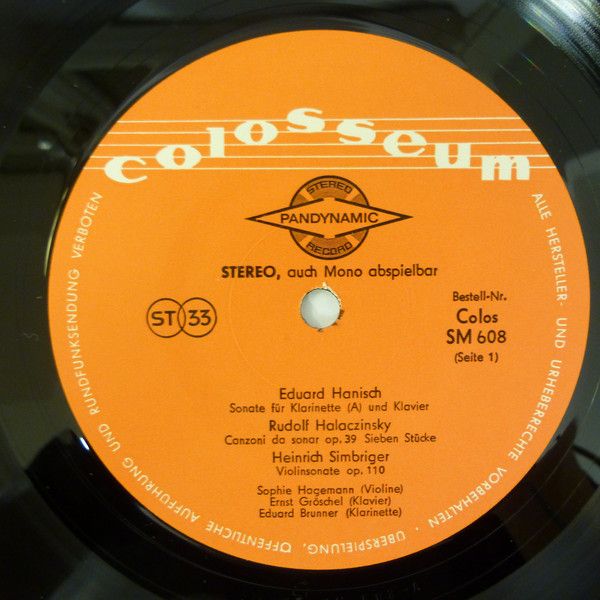 colosseum
STEREO
PANDYNAMIC
RECORD
STEREO, auch Mono abspielbar
ST 33
Bestell-Nr.
Colos
SM 608
(Seite 1)
Eduard Hanisch
Sonate für Klarinette (A) und Klavier
Rudolf Halaczinsky
Canzoni da sonar op. 39 Sieben Stücke
Heinrich Simbriger
Violinsonate op. 110
Sophie Hagemann (Violine)
Ernst Gröschel (Klavier)
Eduard Brunner (Klarinette)
ALLE HERSTELLER- UND URHEBERRECHTE VORBEHALTEN · ÜBERSPIELUNG, ÖFFENTLICHE AUFFÜHRUNG UND RUNDFUNKSENDUNG VERBOTEN